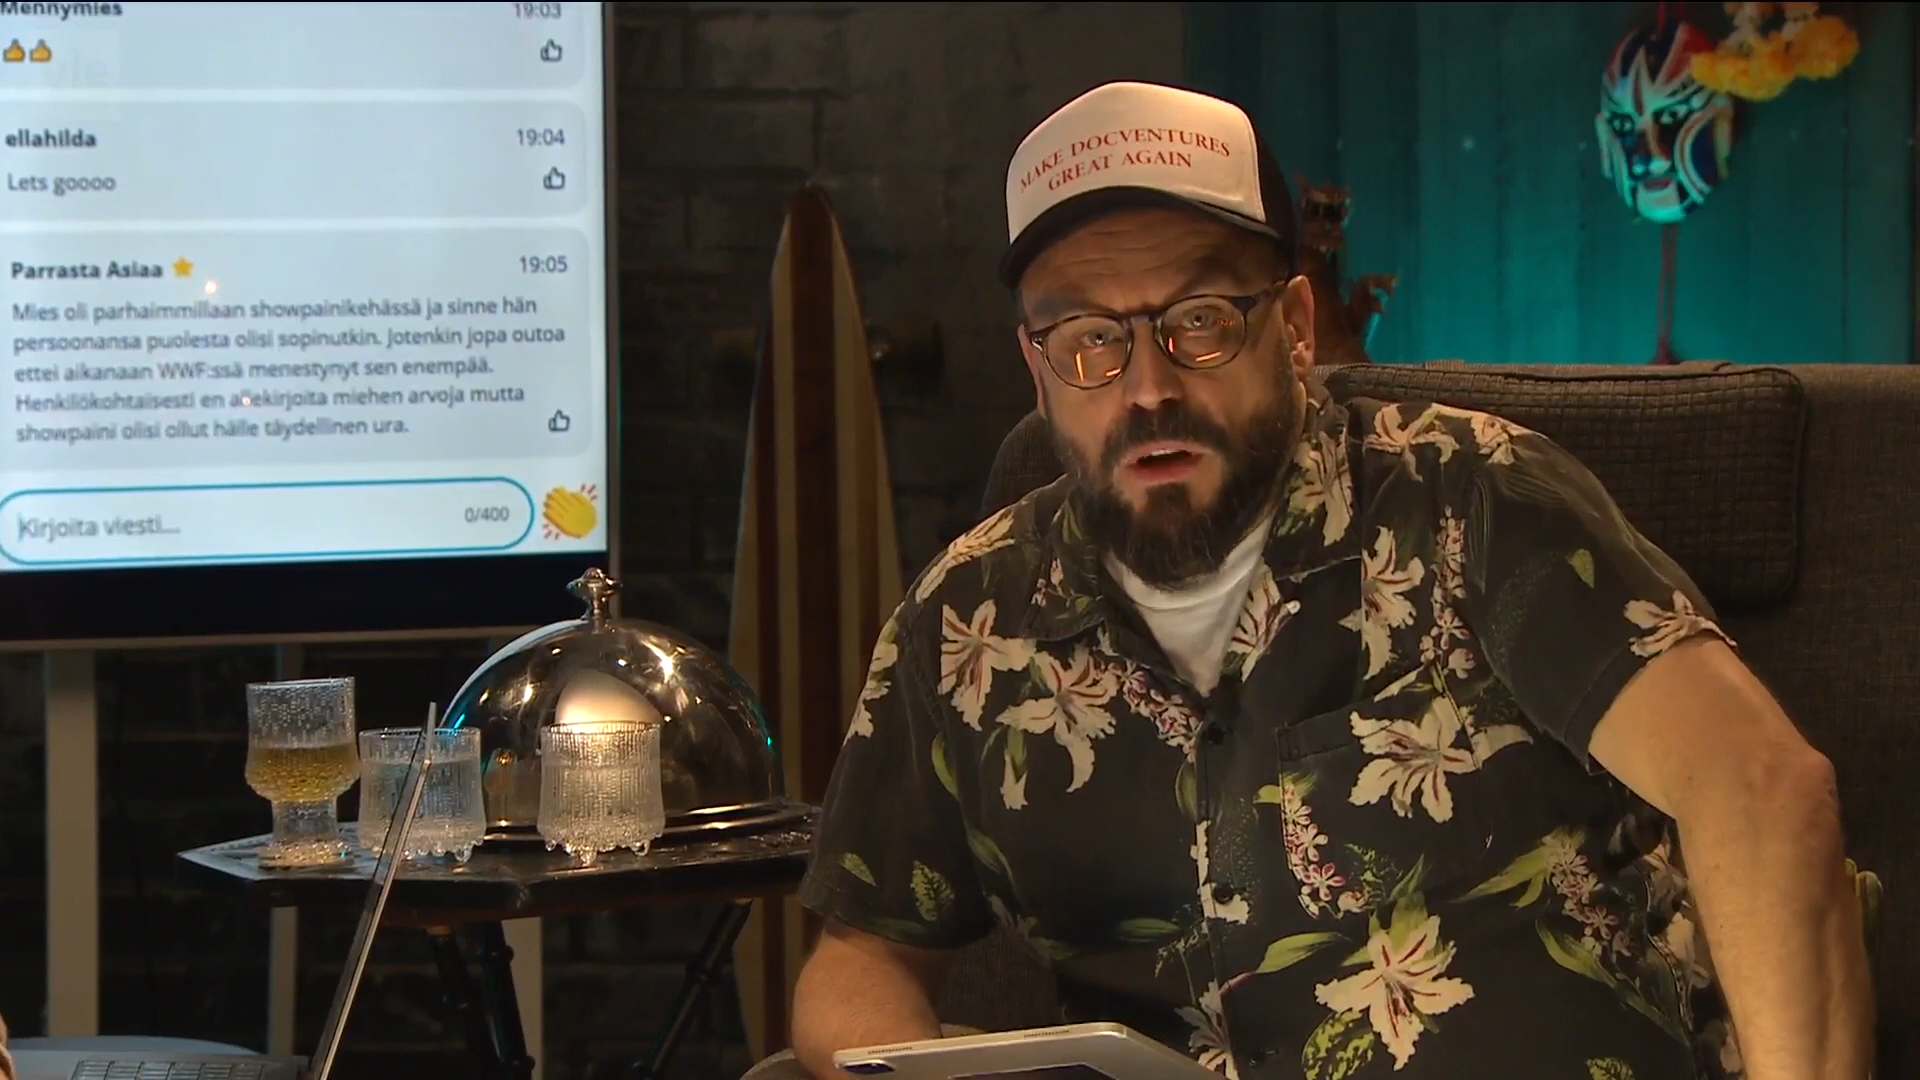 Mennymies 19:03
yle
ellahilda 19:04
Lets goooo
Parrasta Asiaa 19:05
Mies oli parhaimmillaan showpainikehässä ja sinne hän
persoonansa puolesta olisi sopinutkin. Jotenkin jopa outoa
ettei aikanaan WWF:ssä menestynyt sen enempää.
Henkilökohtaisesti en allekirjoita miehen arvoja mutta
showpaini olisi ollut hälle täydellinen ura.
Kirjoita viesti... 0/400
MAKE DOCVENTURES
GREAT AGAIN